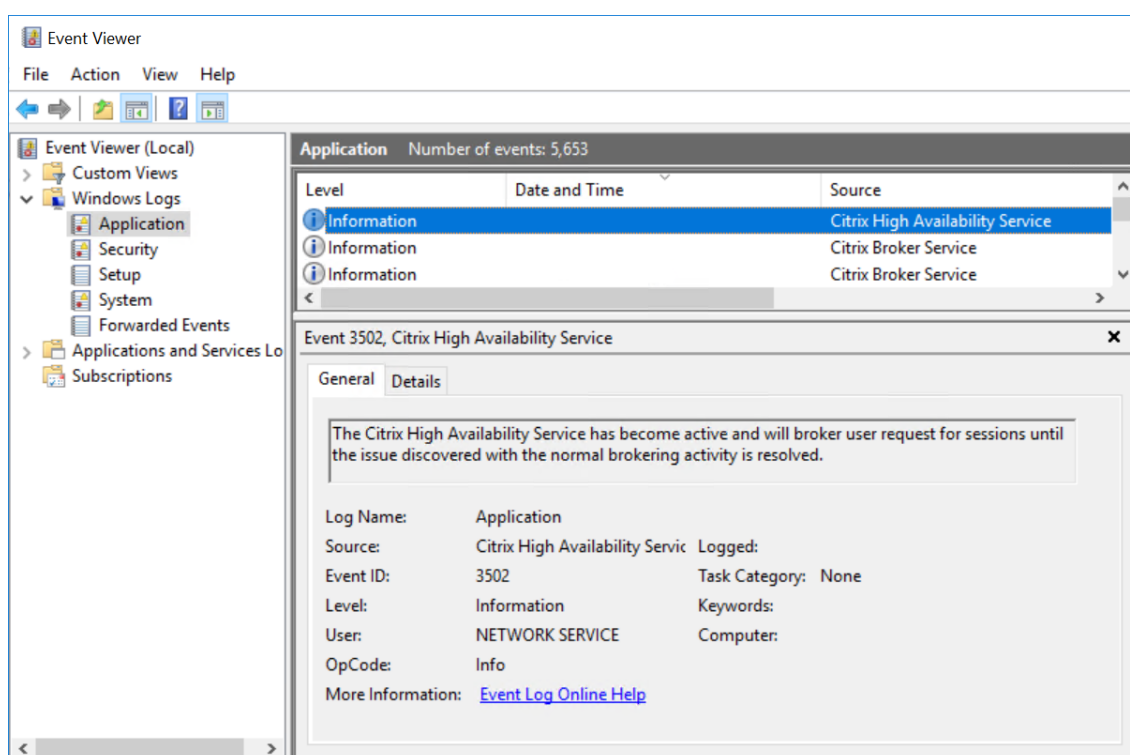 Event Viewer
File Action View Help
Event Viewer (Local)
Custom Views
Windows Logs
Application
Security
Setup
System
Forwarded Events
Applications and Services Lo
Subscriptions
Application Number of events: 5,653
Level Date and Time Source
Information Citrix High Availability Service
Information Citrix Broker Service
Information Citrix Broker Service
Event 3502, Citrix High Availability Service
General Details
The Citrix High Availability Service has become active and will broker user request for sessions until
the issue discovered with the normal brokering activity is resolved.
Log Name: Application
Source: Citrix High Availability Servic Logged:
Event ID: 3502 Task Category: None
Level: Information Keywords:
User: NETWORK SERVICE Computer:
OpCode: Info
More Information: Event Log Online Help